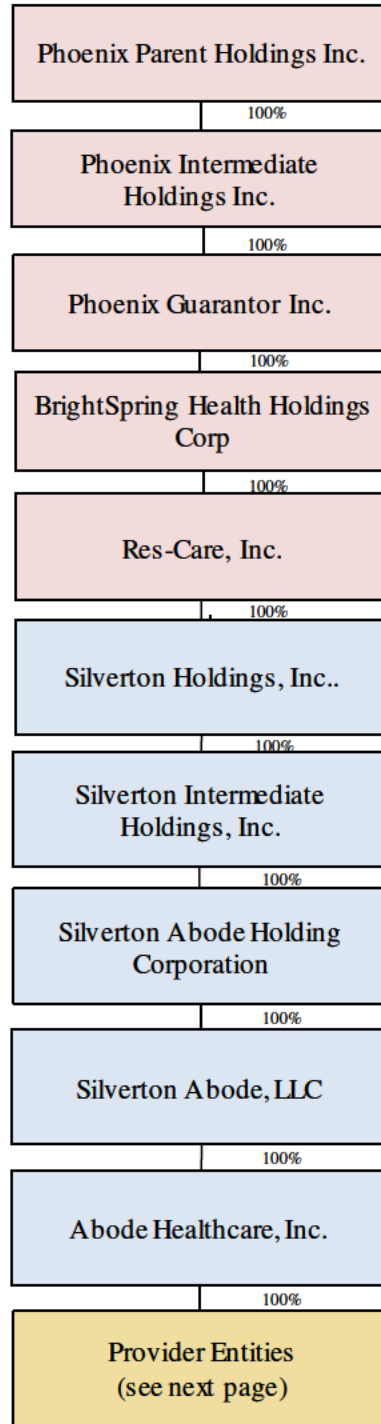 Phoenix Parent Holdings Inc.
100%
Phoenix Intermediate
Holdings Inc.
100%
Phoenix Guarantor Inc.
100%
BrightSpring Health Holdings
Corp
100%
Res-Care, Inc.
100%
Silverton Holdings, Inc..
100%
Silverton Intermediate
Holdings, Inc.
100%
Silverton Abode Holding
Corporation
100%
Silverton Abode, LLC
100%
Abode Healthcare, Inc.
100%
Provider Entities
(see next page)